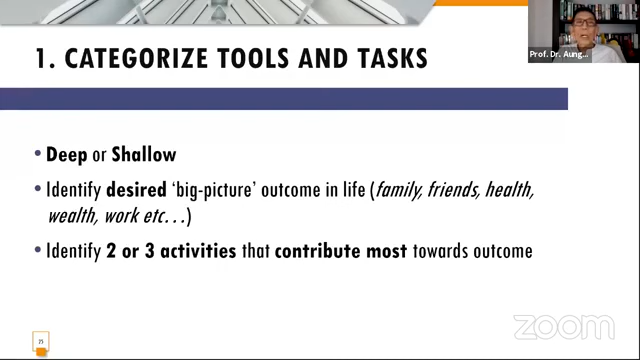 Prof. Dr. Aung...
1. CATEGORIZE TOOLS AND TASKS
• Deep or Shallow
• Identify desired ‘big-picture’ outcome in life (family, friends, health,
wealth, work etc…)
• Identify 2 or 3 activities that contribute most towards outcome
zoom